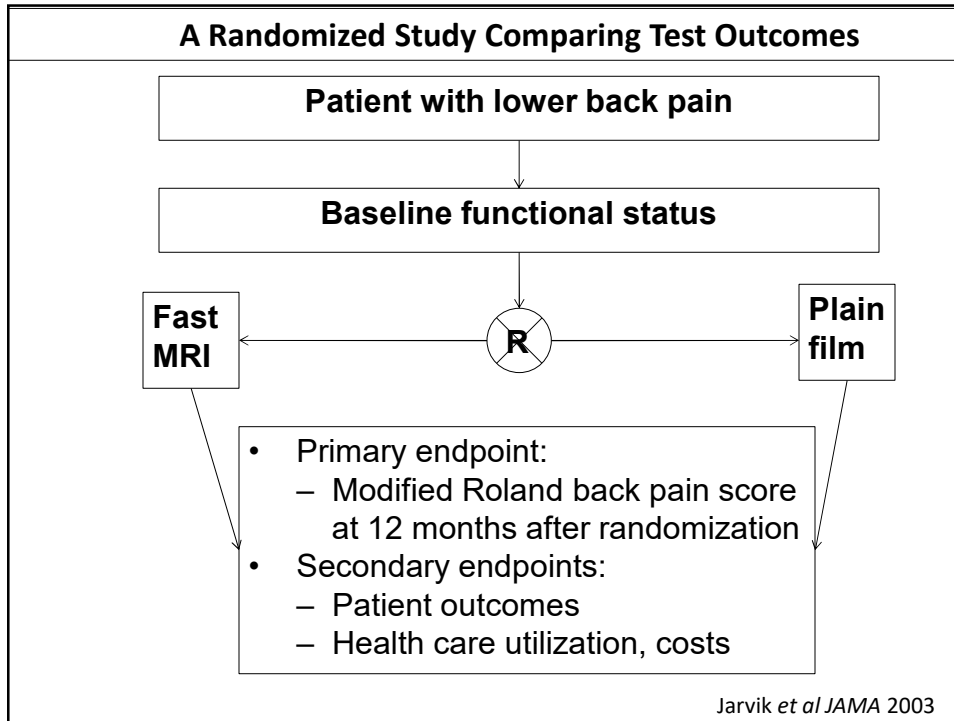 A Randomized Study Comparing Test Outcomes
Patient with lower back pain
Baseline functional status
Fast
MRI
R
Plain
film
• Primary endpoint:
– Modified Roland back pain score
at 12 months after randomization
• Secondary endpoints:
– Patient outcomes
– Health care utilization, costs
Jarvik et al JAMA 2003